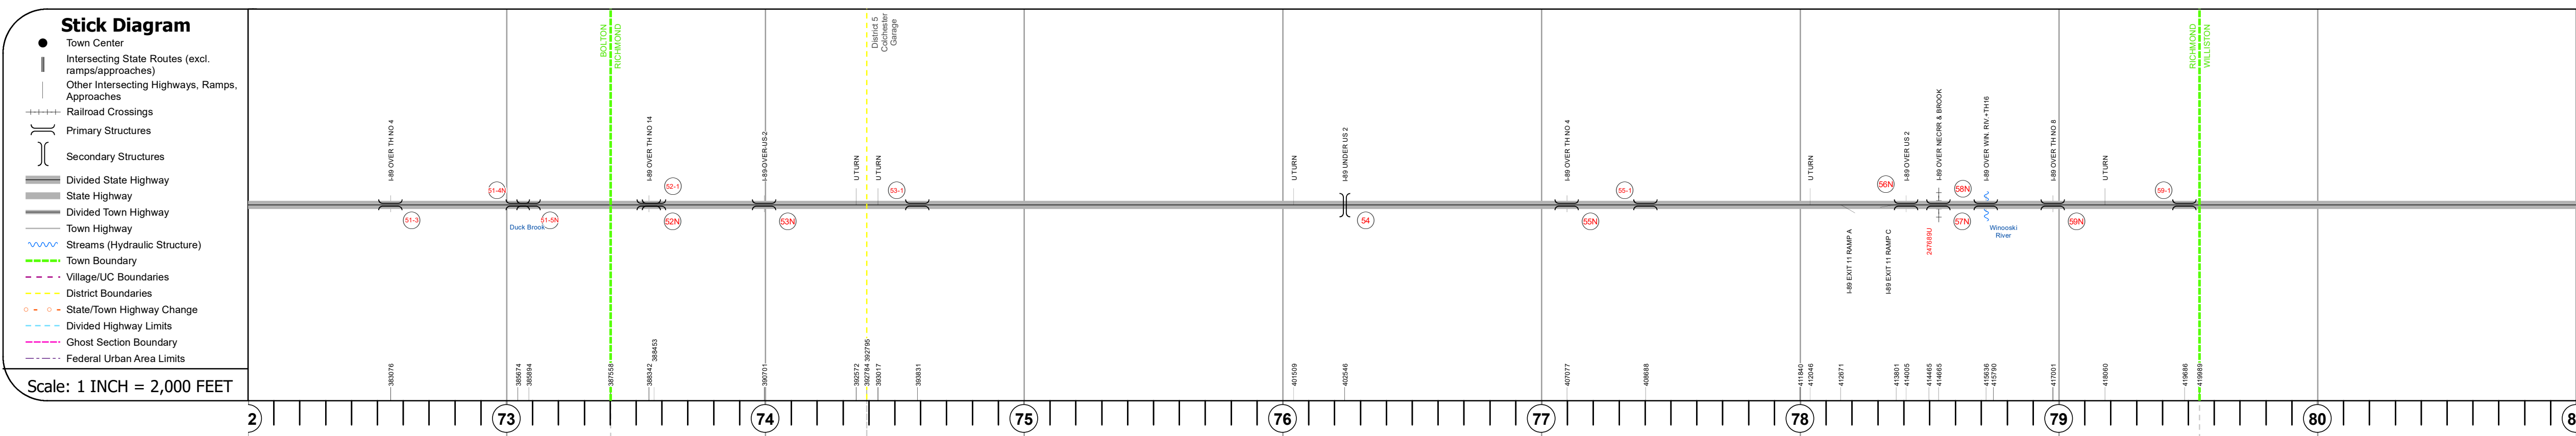 Stick Diagram
Town Center
Intersecting State Routes (excl.
ramps/approaches)
Other Intersecting Highways, Ramps,
Approaches
Railroad Crossings
Primary Structures
Secondary Structures
Divided State Highway
State Highway
Divided Town Highway
Town Highway
Streams (Hydraulic Structure)
Town Boundary
Village/UC Boundaries
District Boundaries
State/Town Highway Change
Divided Highway Limits
Ghost Section Boundary
Federal Urban Area Limits
Scale: 1 INCH = 2,000 FEET
BOLTON
RICHMOND
District 5
Colchester
Garage
RICHMOND
WILLISTON
I-89 OVER TH NO 4
I-89 OVER TH NO 14
I-89 OVER US 2
U TURN
U TURN
U TURN
I-89 UNDER US 2
I-89 OVER TH NO 4
U TURN
I-89 OVER US 2
I-89 OVER NECRR & BROOK
I-89 OVER WIN. RIV.+TH16
I-89 OVER TH NO 8
U TURN
51-3
51-4N
51-5N
52-1
52N
53N
53-1
54
55N
55-1
56N
57N
58N
59N
59-1
Duck Brook
Winooski
River
I-89 EXIT 11 RAMP A
I-89 EXIT 11 RAMP C
247689U
383076
385674
385894
387558
388342
388453
390701
392572
392784
392795
393017
393831
401509
402546
407077
408688
411840
412046
412671
413801
414005
414465
414665
415636
415790
417001
418060
419686
419989
2
73
74
75
76
77
78
79
80
8